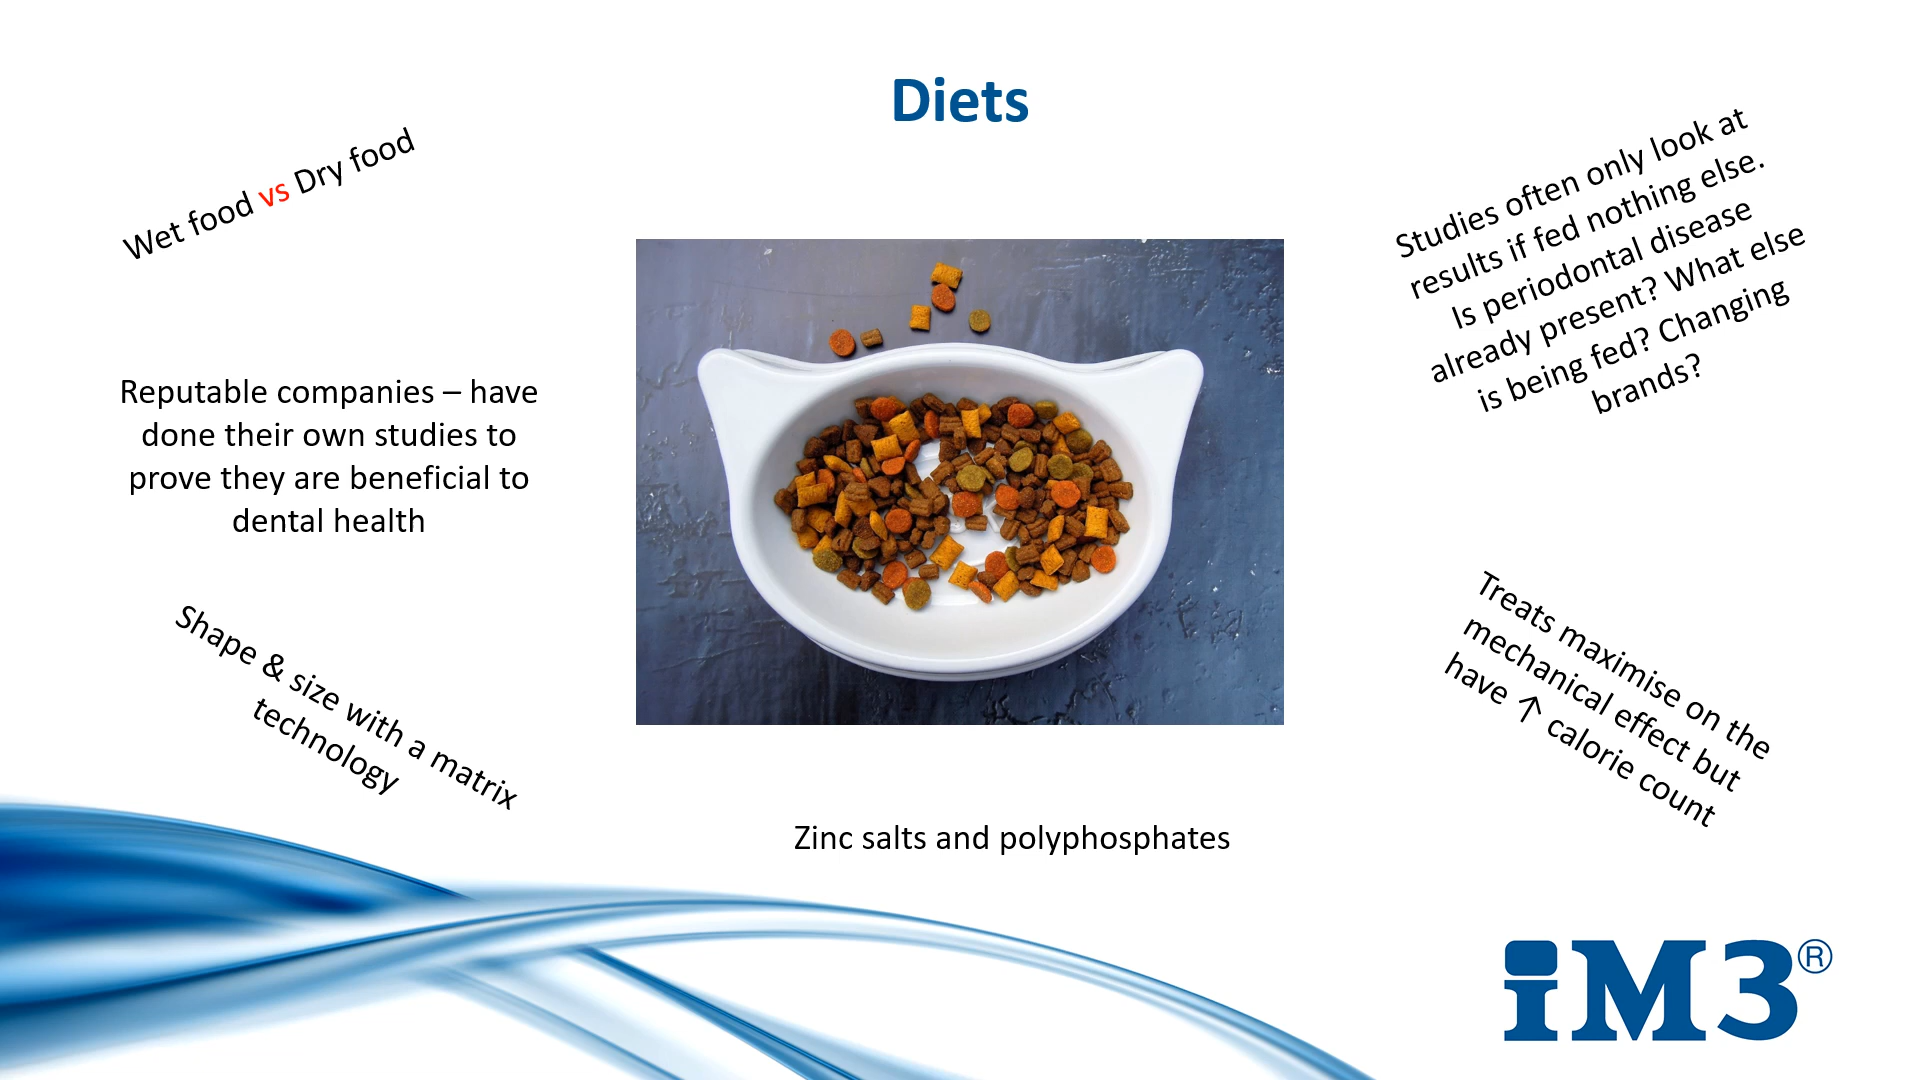 Diets
Wet food vs Dry food
Studies often only look at
results if fed nothing else.
Is periodontal disease
already present? What else
is being fed? Changing
brands?
Reputable companies – have
done their own studies to
prove they are beneficial to
dental health
Shape & size with a matrix
technology
Treats maximise on the
mechanical effect but
have ↑ calorie count
Zinc salts and polyphosphates
iM3®